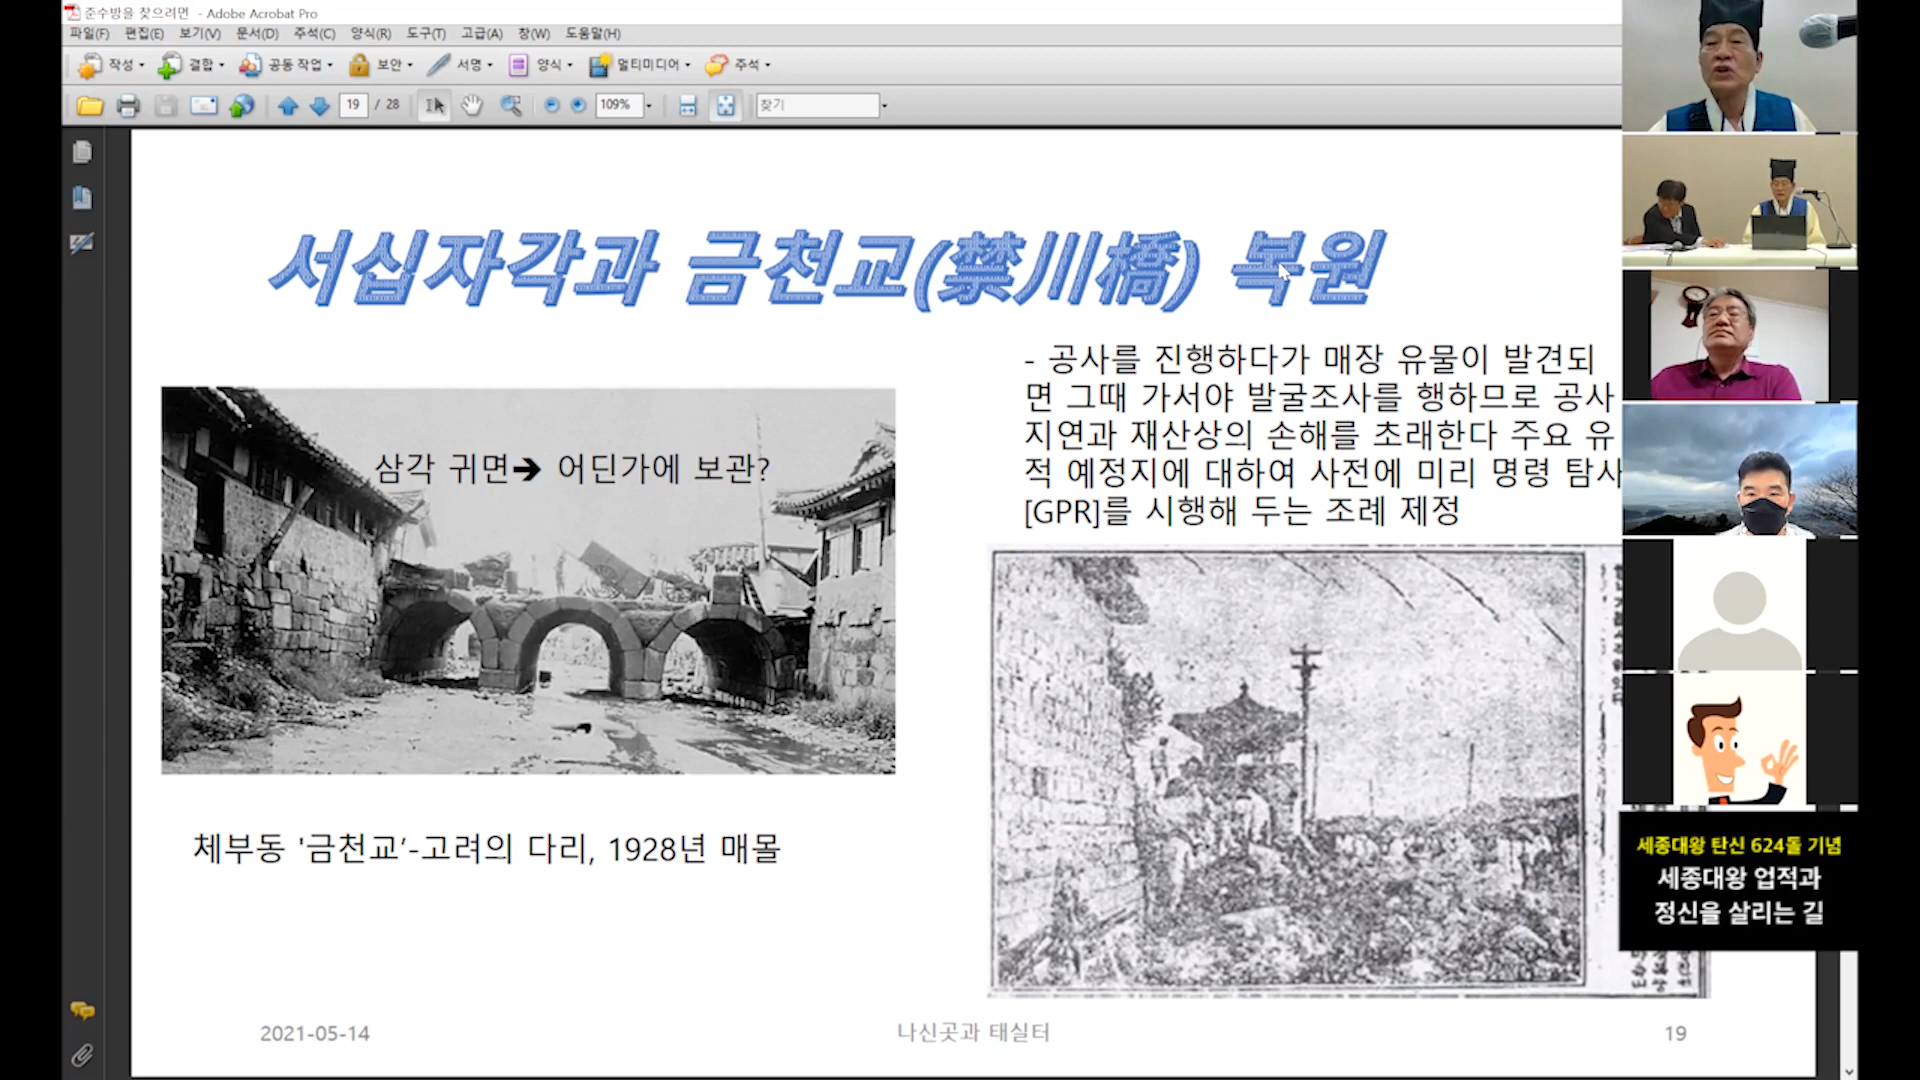 준수방을 찾으려면 - Adobe Acrobat Pro
파일(F) 편집(E) 보기(V) 문서(D) 주석(C) 양식(R) 도구(T) 고급(A) 창(W) 도움말(H)
작성 결합 공동 작업 보안 서명 양식 멀티미디어 주석
19 / 28 109% 찾기
서십자각과 금천교(禁川橋) 복원
- 공사를 진행하다가 매장 유물이 발견되
면 그때 가서야 발굴조사를 행하므로 공사
지연과 재산상의 손해를 초래한다 주요 유
적 예정지에 대하여 사전에 미리 명령 탐사
[GPR]를 시행해 두는 조례 제정
삼각 귀면➔ 어딘가에 보관?
체부동 '금천교’-고려의 다리, 1928년 매몰
세종대왕 탄신 624돌 기념
세종대왕 업적과
정신을 살리는 길
2021-05-14
나신곳과 태실터
19